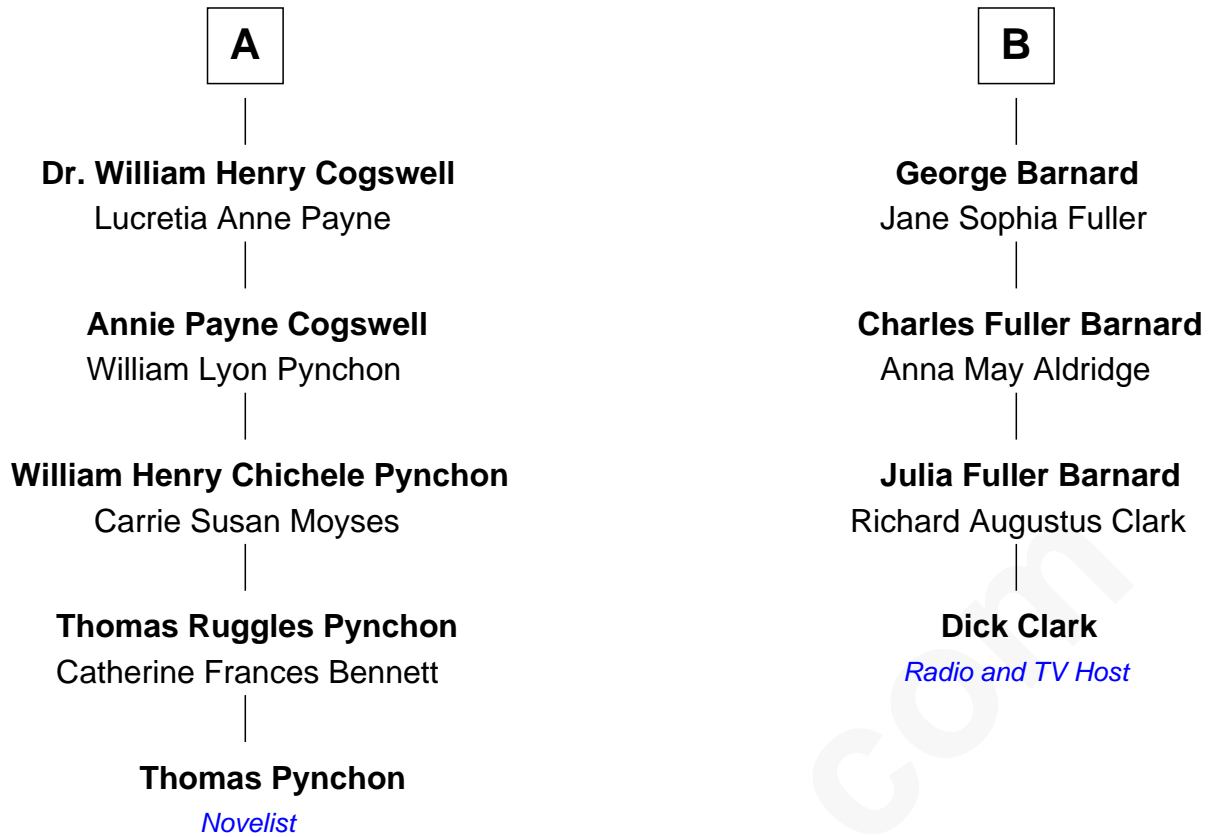 A
Dr. William Henry Cogswell
Lucretia Anne Payne
Annie Payne Cogswell
William Lyon Pynchon
William Henry Chichele Pynchon
Carrie Susan Moyses
Thomas Ruggles Pynchon
Catherine Frances Bennett
Thomas Pynchon
Novelist
B
George Barnard
Jane Sophia Fuller
Charles Fuller Barnard
Anna May Aldridge
Julia Fuller Barnard
Richard Augustus Clark
Dick Clark
Radio and TV Host
com